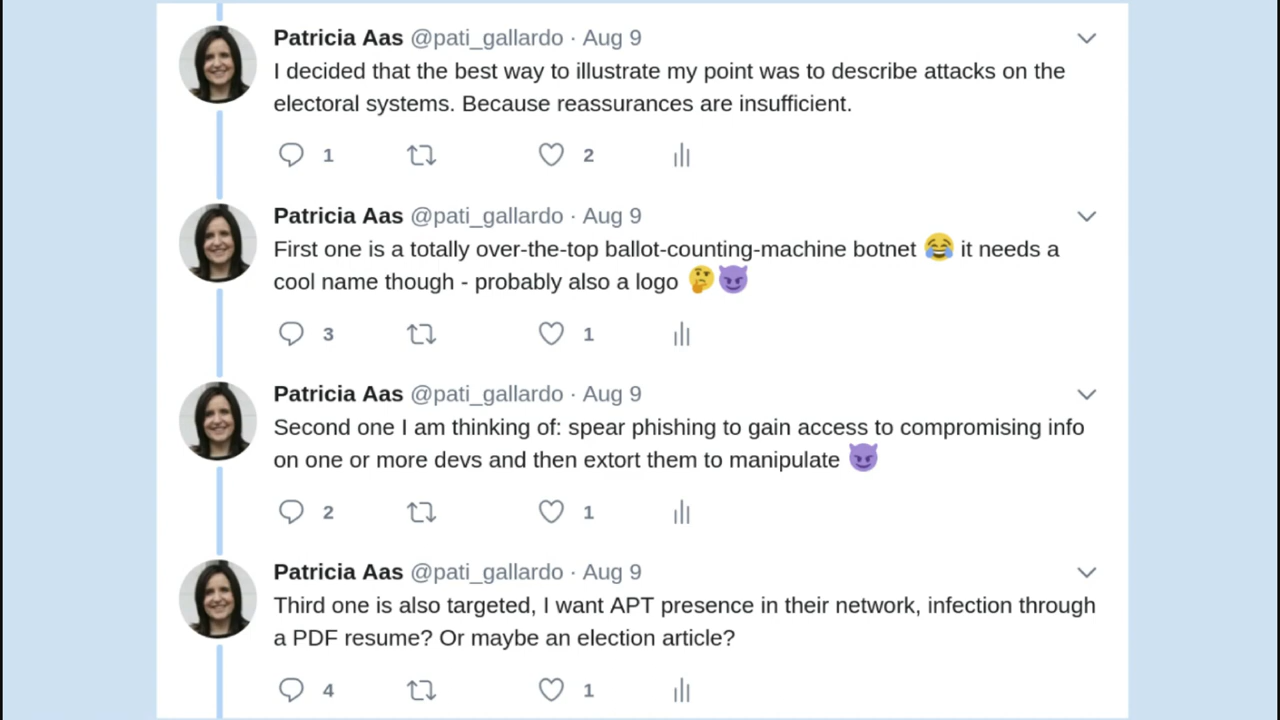 Patricia Aas @pati_gallardo · Aug 9
I decided that the best way to illustrate my point was to describe attacks on the
electoral systems. Because reassurances are insufficient.
1 2
Patricia Aas @pati_gallardo · Aug 9
First one is a totally over-the-top ballot-counting-machine botnet 😂 it needs a
cool name though - probably also a logo 🤔😈
3 1
Patricia Aas @pati_gallardo · Aug 9
Second one I am thinking of: spear phishing to gain access to compromising info
on one or more devs and then extort them to manipulate 😈
2 1
Patricia Aas @pati_gallardo · Aug 9
Third one is also targeted, I want APT presence in their network, infection through
a PDF resume? Or maybe an election article?
4 1